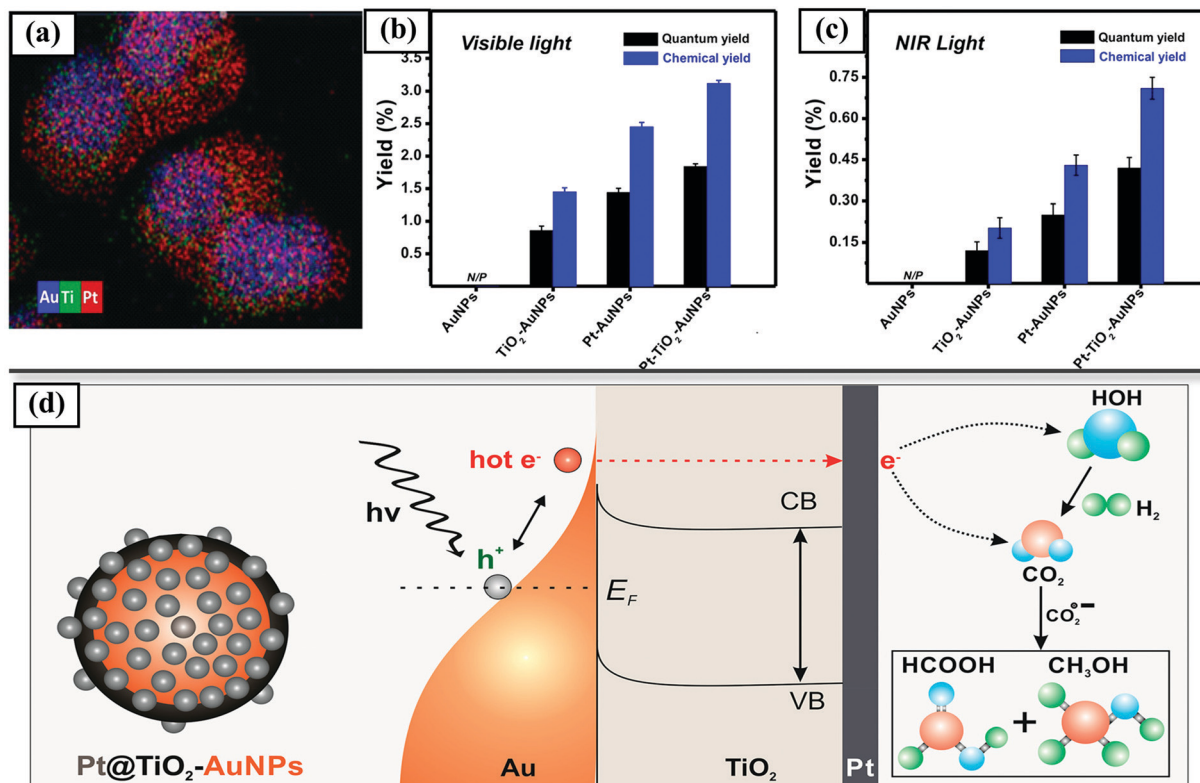 (a)
Au Ti Pt
(b)
Visible light
Quantum yield
Chemical yield
Yield (%)
3.5
3.0
2.5
2.0
1.5
1.0
0.5
N/P
AuNPs
TiO₂-AuNPs
Pt-AuNPs
Pt-TiO₂-AuNPs
(c)
NIR Light
Quantum yield
Chemical yield
Yield (%)
0.75
0.60
0.45
0.30
0.15
N/P
AuNPs
TiO₂-AuNPs
Pt-AuNPs
Pt-TiO₂-AuNPs
(d)
HOH
hot e⁻
e⁻
hν
CB
H₂
h⁺
CO₂
E_F
CO₂•−
HCOOH CH₃OH
VB
+
Pt@TiO₂-AuNPs
Au
TiO₂
Pt